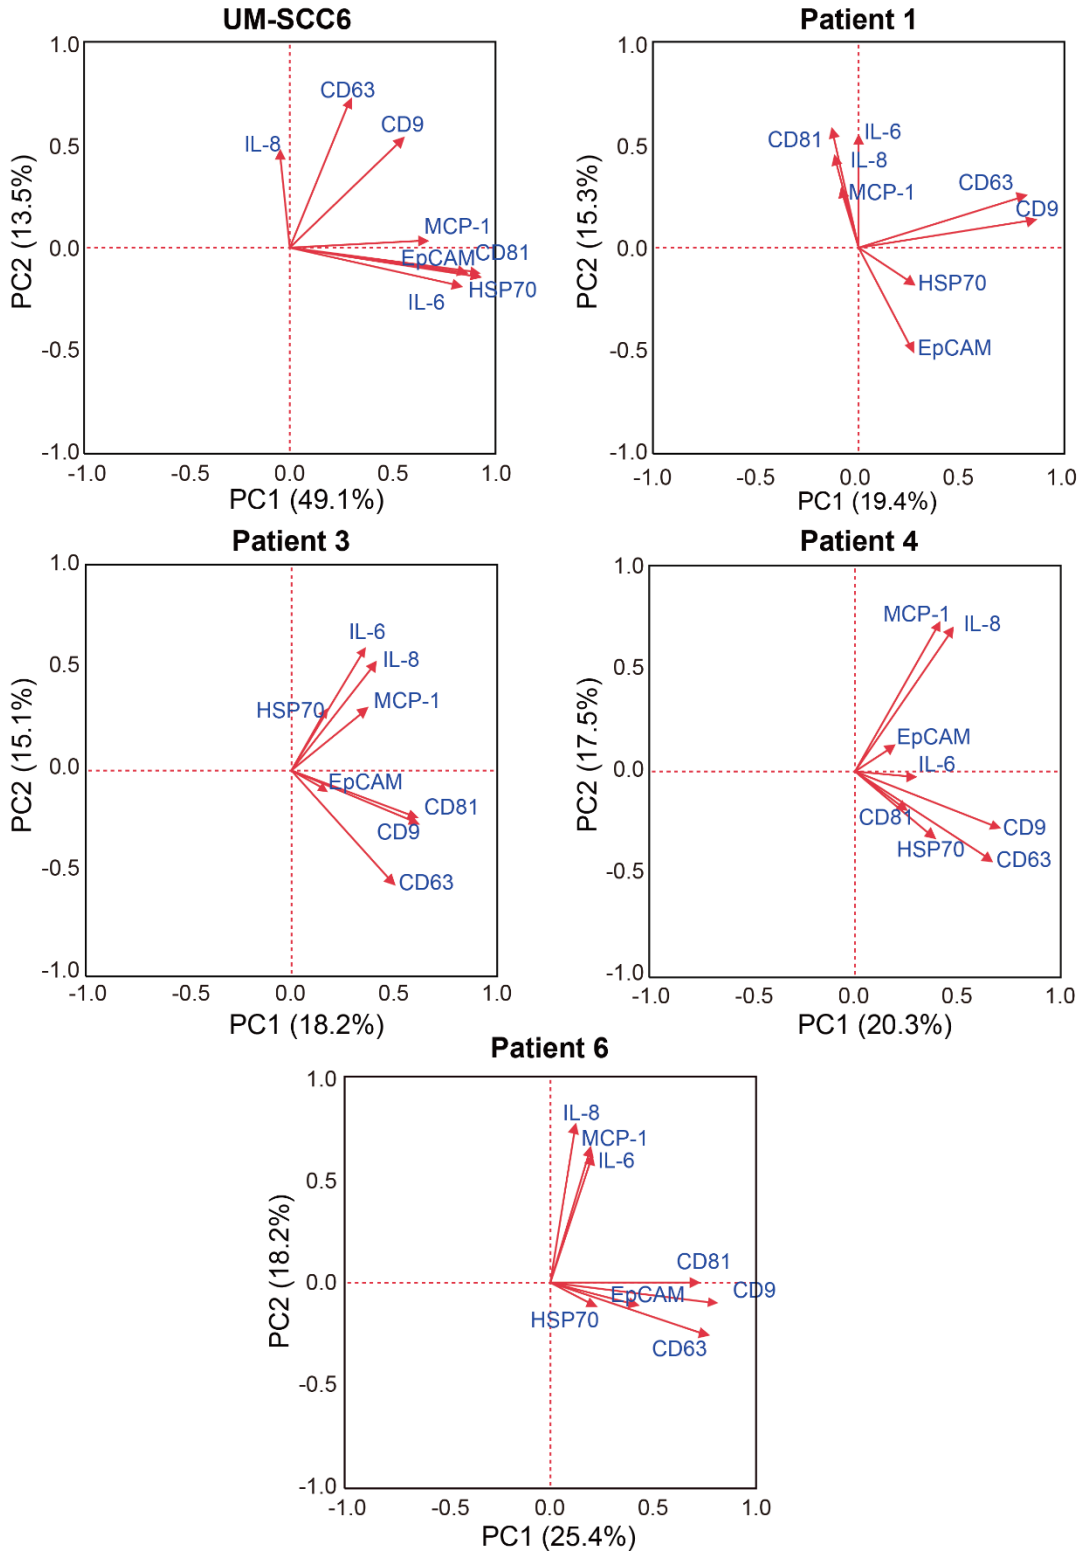 UM-SCC6
1.0
0.5
0.0
-0.5
-1.0
PC2 (13.5%)
CD63
CD9
IL-8
MCP-1
EpCAM
CD81
HSP70
IL-6
-1.0 -0.5 0.0 0.5 1.0
PC1 (49.1%)
Patient 1
1.0
0.5
0.0
-0.5
-1.0
PC2 (15.3%)
CD81
IL-6
IL-8
MCP-1
CD63
CD9
HSP70
EpCAM
-1.0 -0.5 0.0 0.5 1.0
PC1 (19.4%)
Patient 3
1.0
0.5
0.0
-0.5
-1.0
PC2 (15.1%)
IL-6
IL-8
MCP-1
HSP70
EpCAM
CD81
CD9
CD63
-1.0 -0.5 0.0 0.5 1.0
PC1 (18.2%)
Patient 4
1.0
0.5
0.0
-0.5
-1.0
PC2 (17.5%)
MCP-1
IL-8
EpCAM
IL-6
CD81
CD9
HSP70
CD63
-1.0 -0.5 0.0 0.5 1.0
PC1 (20.3%)
Patient 6
1.0
0.5
0.0
-0.5
-1.0
PC2 (18.2%)
IL-8
MCP-1
IL-6
CD81
EpCAM
CD9
HSP70
CD63
-1.0 -0.5 0.0 0.5 1.0
PC1 (25.4%)